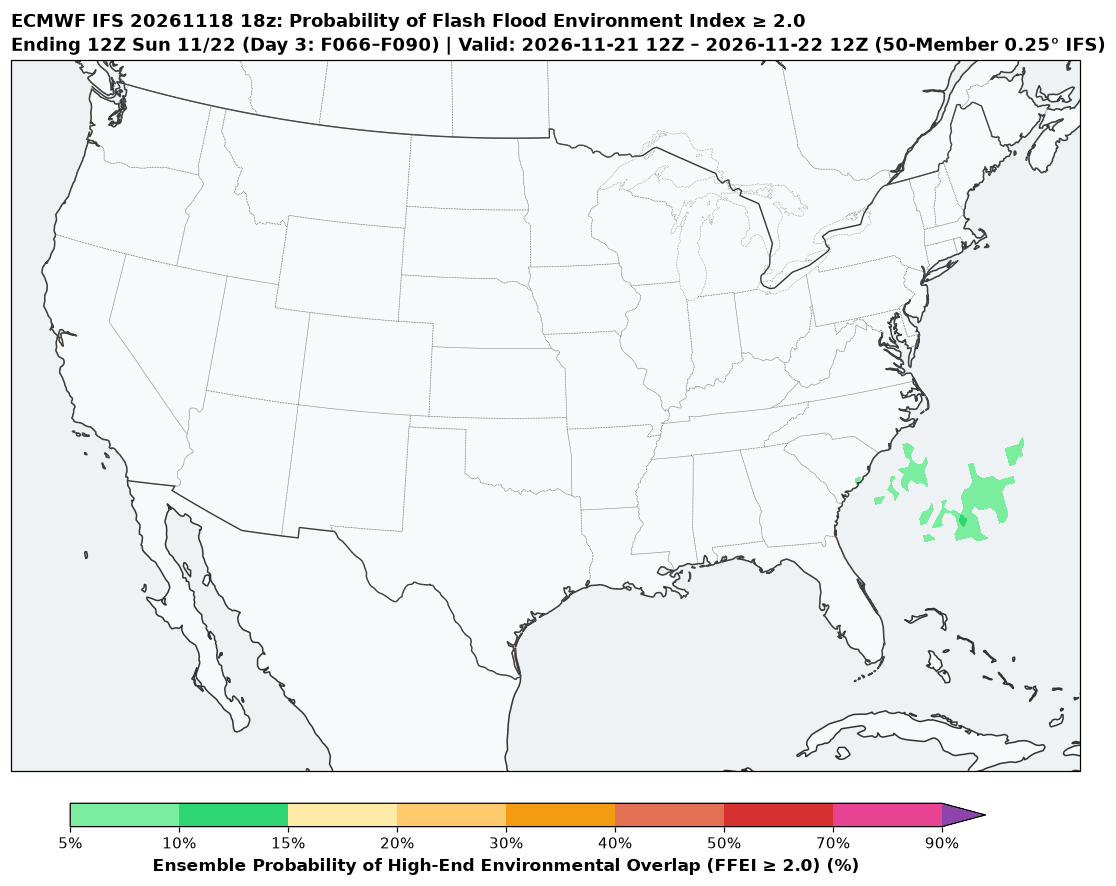 ECMWF IFS 20261118 18z: Probability of Flash Flood Environment Index ≥ 2.0
Ending 12Z Sun 11/22 (Day 3: F066–F090) | Valid: 2026-11-21 12Z – 2026-11-22 12Z (50-Member 0.25° IFS)
5% 10% 15% 20% 30% 40% 50% 70% 90%
Ensemble Probability of High-End Environmental Overlap (FFEI ≥ 2.0) (%)